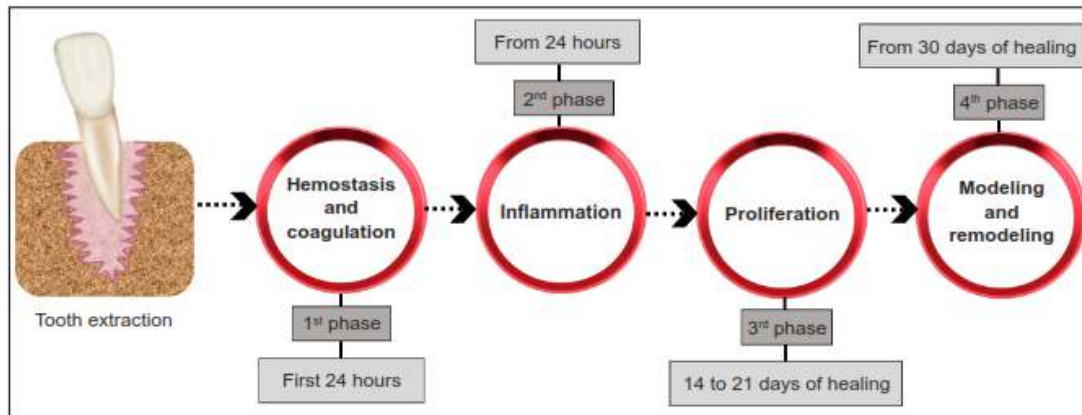 From 24 hours
From 30 days of healing
2nd phase
4th phase
Hemostasis
and
coagulation
Inflammation
Proliferation
Modeling
and
remodeling
Tooth extraction
1st phase
3rd phase
First 24 hours
14 to 21 days of healing